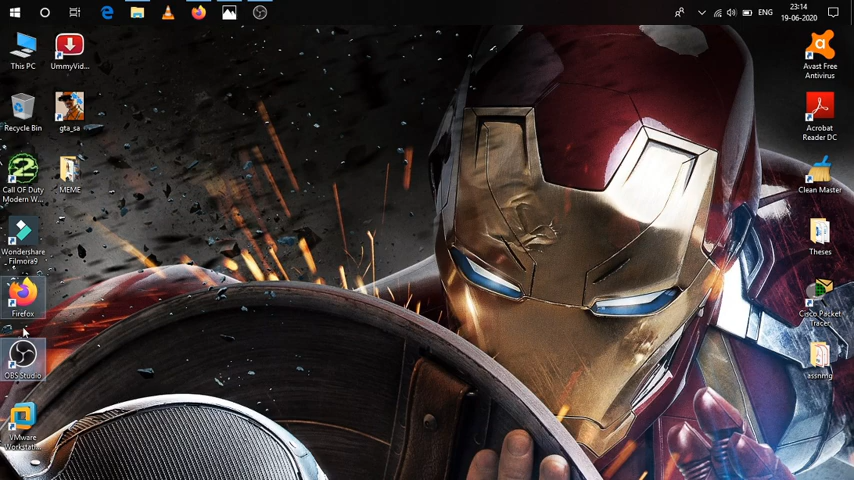 ENG
23:14
19-06-2020
This PC
UmmyVid...
Recycle Bin
gta_sa
Call Of Duty
Modern W...
MEME
Wondershare
Filmora9
Firefox
OBS Studio
VMware
Workstati...
Avast Free
Antivirus
Acrobat
Reader DC
Clean Master
Theses
Cisco Packet
Tracer
assnmg